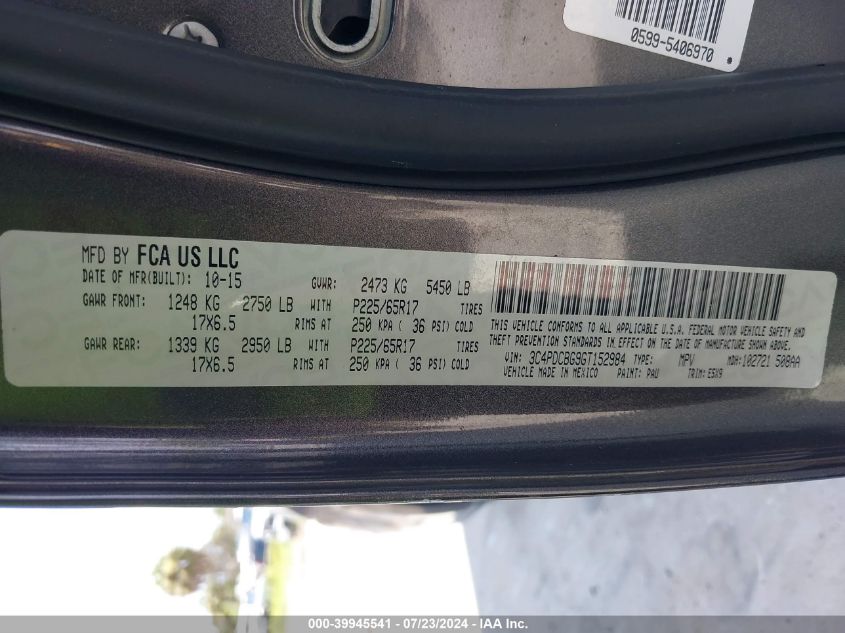 0599-5406970
MFD BY FCA US LLC
DATE OF MFR(BUILT): 10-15 GVWR: 2473 KG 5450 LB
GAWR FRONT: 1248 KG 2750 LB WITH P225/65R17 TIRES
17X6.5 RIMS AT 250 KPA ( 36 PSI) COLD
GAWR REAR: 1339 KG 2950 LB WITH P225/65R17 TIRES
17X6.5 RIMS AT 250 KPA ( 36 PSI) COLD
THIS VEHICLE CONFORMS TO ALL APPLICABLE U.S.A. FEDERAL MOTOR VEHICLE SAFETY AND
THEFT PREVENTION STANDARDS IN EFFECT ON THE DATE OF MANUFACTURE SHOWN ABOVE.
VIN: 3C4PDCBG9GT152984 TYPE: MPV MDH: 102721 508AA
VEHICLE MADE IN MEXICO PAINT: PAU TRIM: E5X9
000-39945541 / 07/23/2024 - IAA Inc.